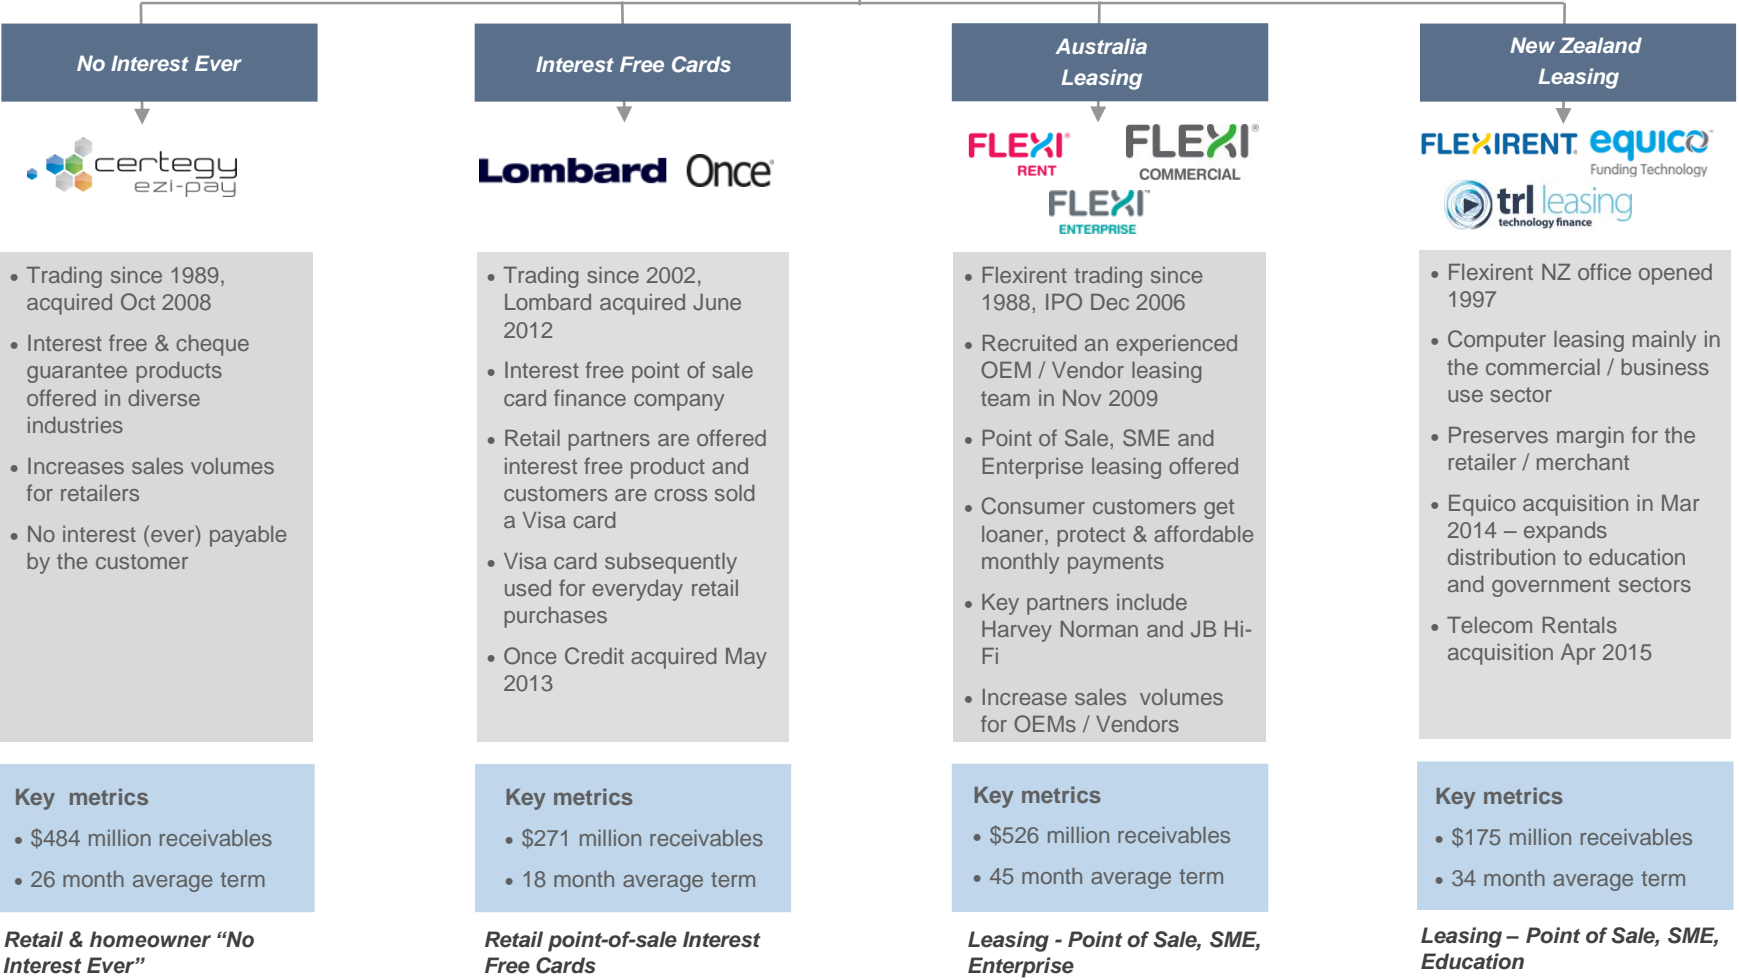 No Interest Ever
certegy
ezi-pay
• Trading since 1989,
acquired Oct 2008
• Interest free & cheque
guarantee products
offered in diverse
industries
• Increases sales volumes
for retailers
• No interest (ever) payable
by the customer
Key metrics
• $484 million receivables
• 26 month average term
Retail & homeowner “No
Interest Ever”
Interest Free Cards
Lombard Once
• Trading since 2002,
Lombard acquired June
2012
• Interest free point of sale
card finance company
• Retail partners are offered
interest free product and
customers are cross sold
a Visa card
• Visa card subsequently
used for everyday retail
purchases
• Once Credit acquired May
2013
Key metrics
• $271 million receivables
• 18 month average term
Retail point-of-sale Interest
Free Cards
Australia
Leasing
FLEXI®
RENT
FLEXI®
COMMERCIAL
FLEXI™
ENTERPRISE
• Flexirent trading since
1988, IPO Dec 2006
• Recruited an experienced
OEM / Vendor leasing
team in Nov 2009
• Point of Sale, SME and
Enterprise leasing offered
• Consumer customers get
loaner, protect & affordable
monthly payments
• Key partners include
Harvey Norman and JB Hi-
Fi
• Increase sales volumes
for OEMs / Vendors
Key metrics
• $526 million receivables
• 45 month average term
Leasing - Point of Sale, SME,
Enterprise
New Zealand
Leasing
FLEXIRENT
equico™
Funding Technology
trl leasing
technology finance
• Flexirent NZ office opened
1997
• Computer leasing mainly in
the commercial / business
use sector
• Preserves margin for the
retailer / merchant
• Equico acquisition in Mar
2014 – expands
distribution to education
and government sectors
• Telecom Rentals
acquisition Apr 2015
Key metrics
• $175 million receivables
• 34 month average term
Leasing – Point of Sale, SME,
Education